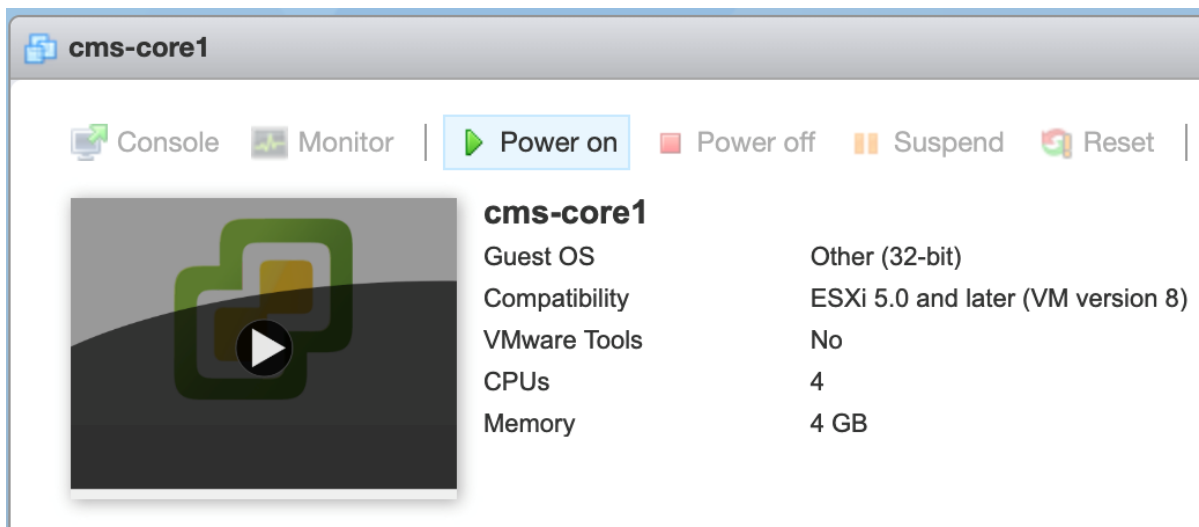 cms-core1
Console Monitor Power on Power off Suspend Reset
cms-core1
Guest OS Other (32-bit)
Compatibility ESXi 5.0 and later (VM version 8)
VMware Tools No
CPUs 4
Memory 4 GB